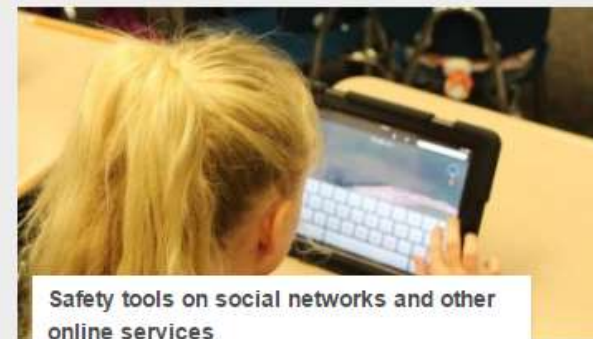 Safety tools on social networks and other
online services